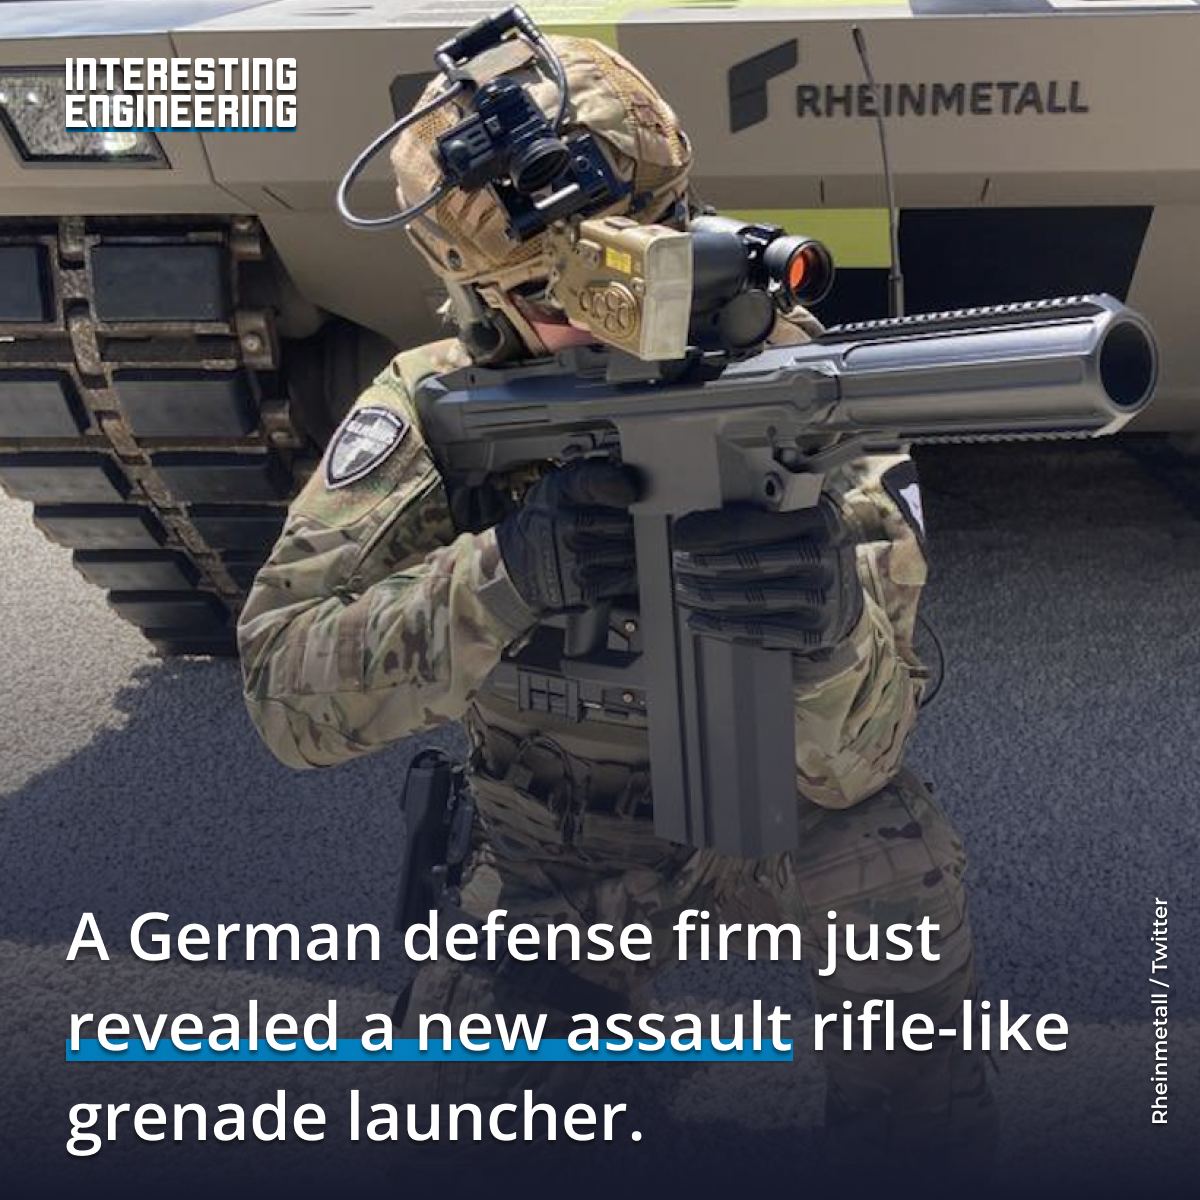 INTERESTING
ENGINEERING
RHEINMETALL
A German defense firm just
revealed a new assault rifle-like
grenade launcher.
Rheinmetall / Twitter